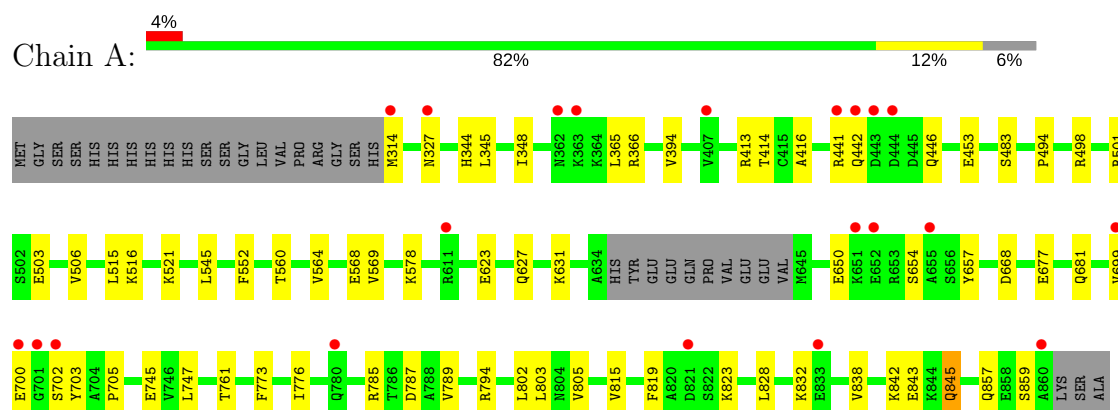 4%
Chain A:
82% 12% 6%
MET GLY SER SER HIS HIS HIS HIS HIS HIS SER SER GLY LEU VAL PRO ARG GLY SER HIS M314 N327 H344 L345 I348 N362 K363 K364 L365 R366 V394 V407 R413 T414 C415 A416 R441 Q442 D443 D444 D445 Q446 E453 S483 P494 R498
S502 E503 V506 L515 K516 K521 L545 F552 T560 V564 E568 V569 K578 R611 E623 Q627 K631 A634 HIS TYR GLU GLU GLN PRO VAL GLU GLU VAL M645 E650 K651 E652 R653 S654 A655 S656 Y657 D668 E677 Q681
E700 G701 S702 Y703 A704 P705 E745 V746 L747 T761 F773 I776 Q780 R785 T786 D787 A788 V789 R794 L802 L803 N804 V805 V815 F819 A820 D821 S822 K823 L828 K832 E833 V838 K842 E843 K844 Q845 Q857 E858 S859 A860 LYS SER ALA